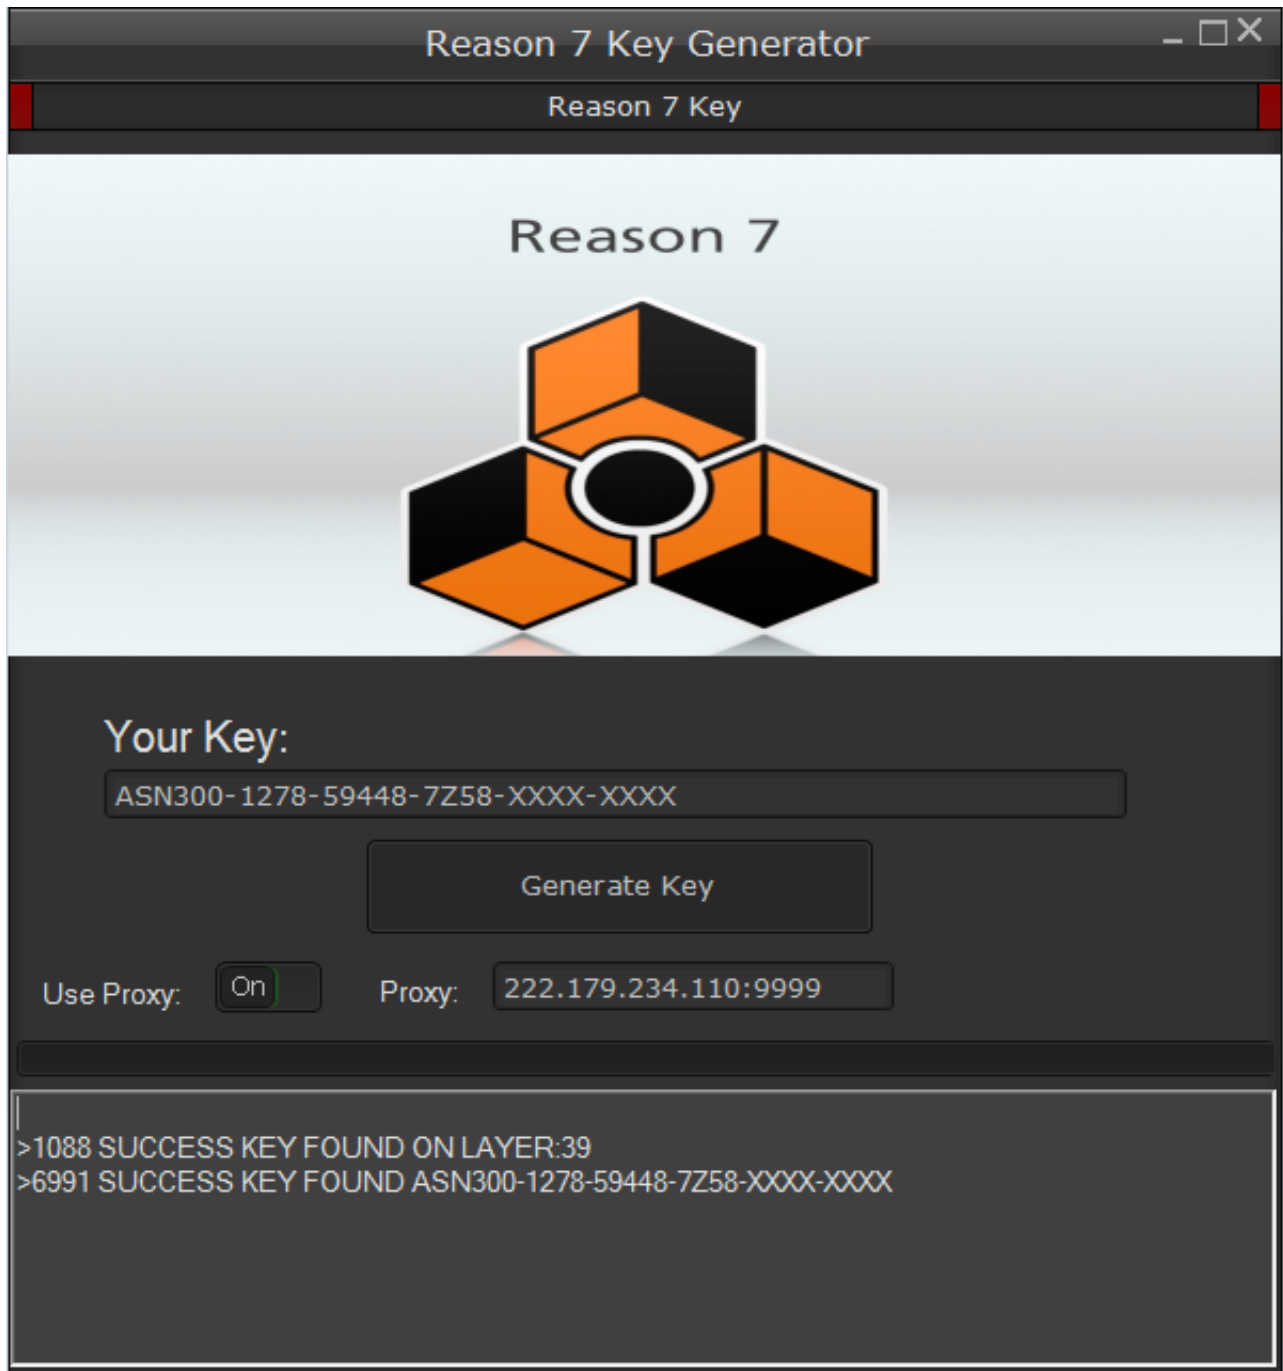 Reason 7 Key Generator
Reason 7 Key
Reason 7
Your Key:
ASN300-1278-59448-7Z58-XXXX-XXXX
Generate Key
Use Proxy: On Proxy: 222.179.234.110:9999
>1088 SUCCESS KEY FOUND ON LAYER:39
>6991 SUCCESS KEY FOUND ASN300-1278-59448-7Z58-XXXX-XXXX